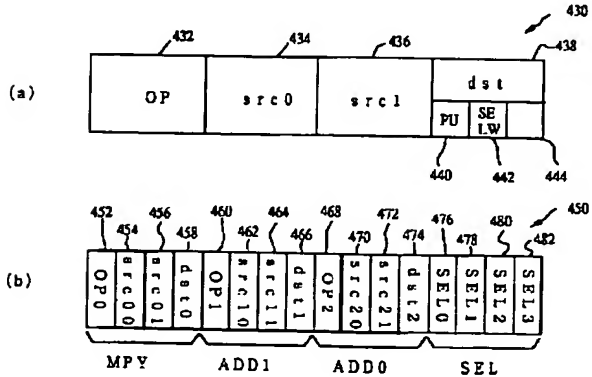 432 434 436 430
438
(a) OP src0 src1 dst
PU SELW
440 442 444
452 454 456 458 460 462 464 466 468 470 472 474 476 478 480 482 450
(b) OP0 src00 src01 dst0 OP1 src10 src11 dst1 OP2 src20 src21 dst2 SEL0 SEL1 SEL2 SEL3
MPY ADD1 ADD0 SEL